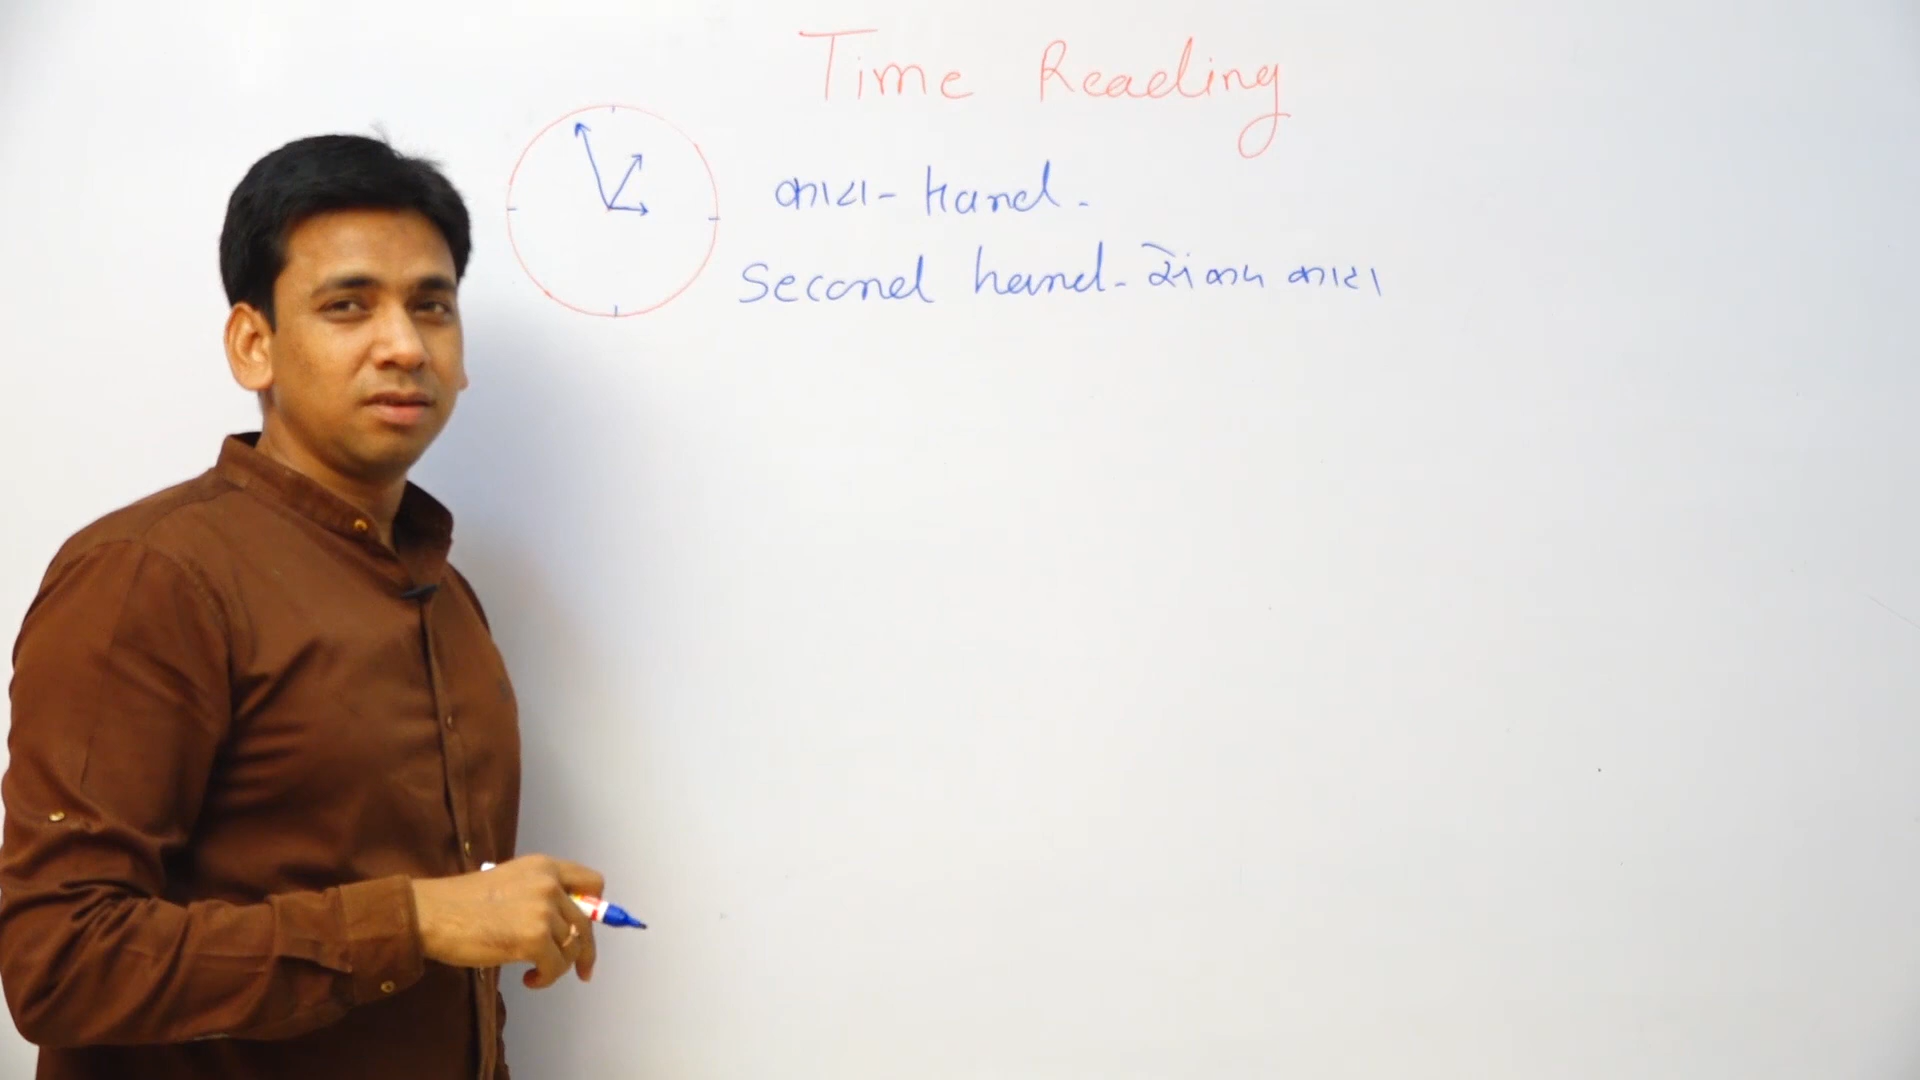 Time Reading
કાટા - Hand.
Second hand - સેકન્ડ કાટા